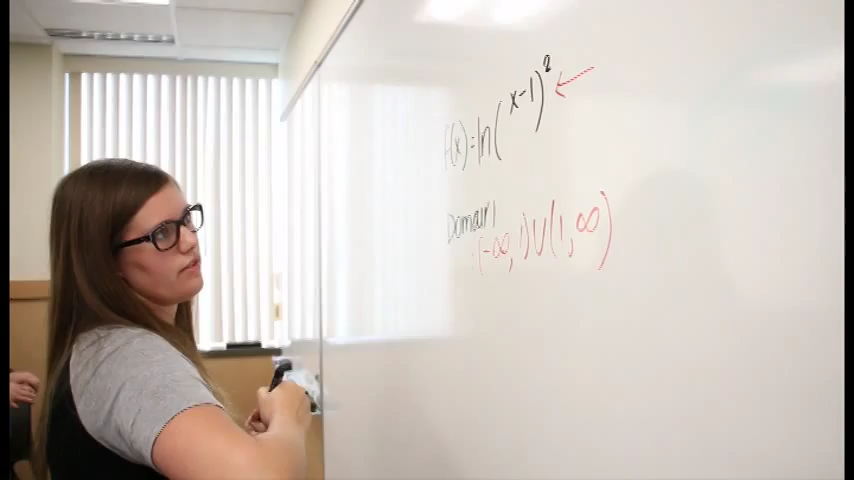 f(x) = ln(x-1)²
Domain
(-∞, 1) ∪ (1, ∞)